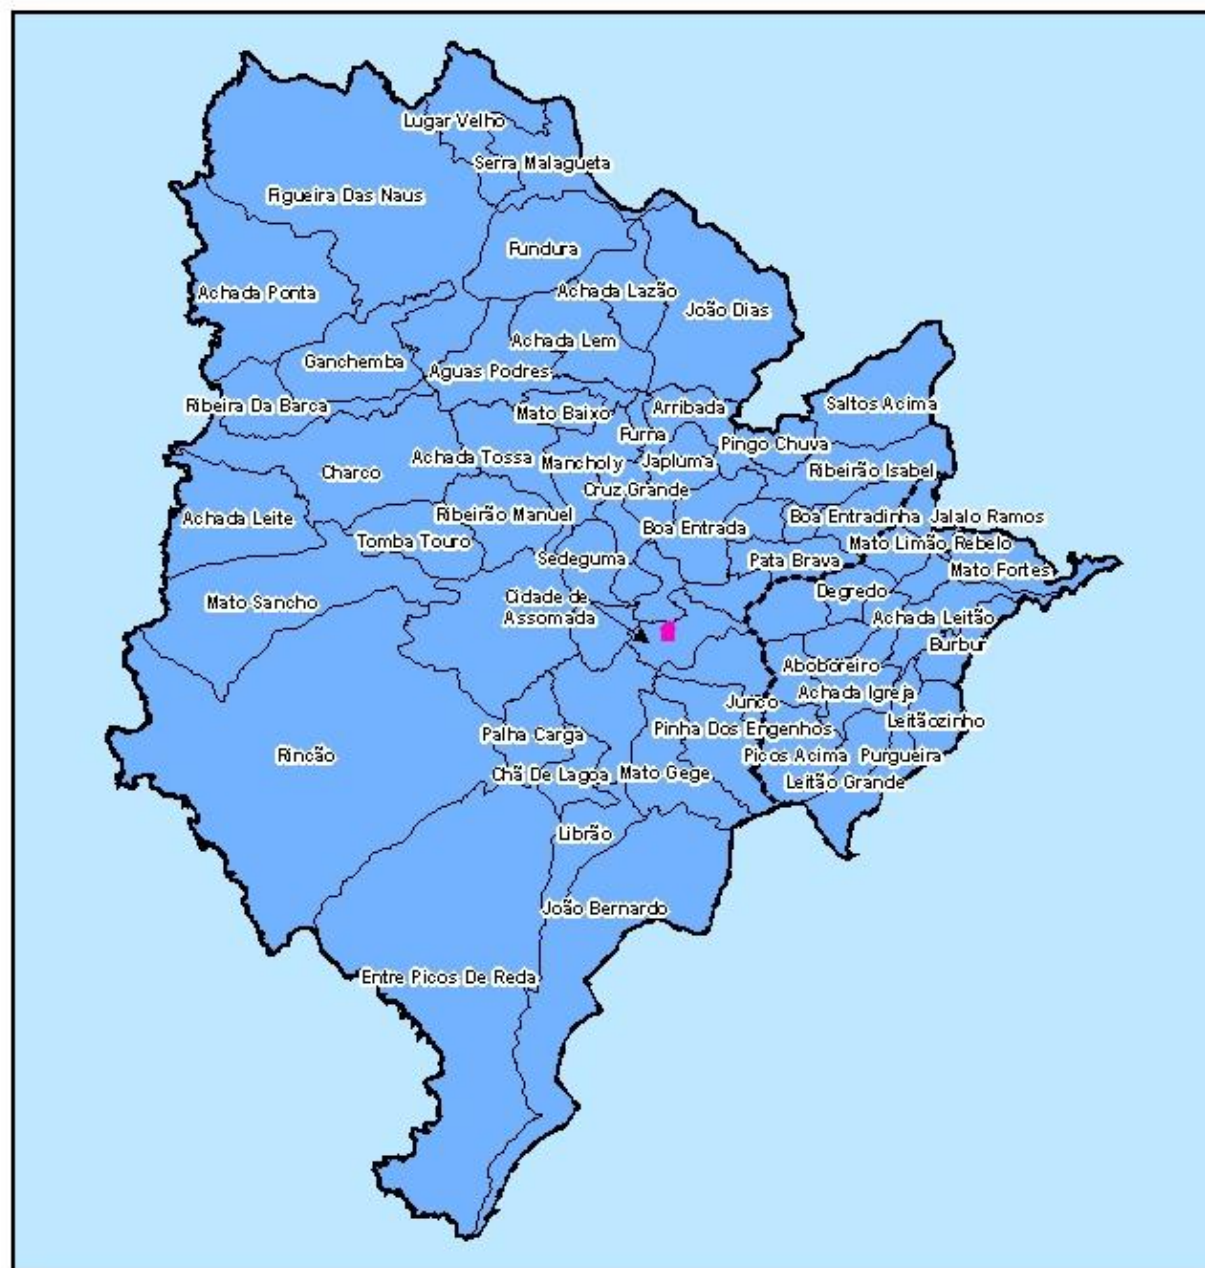 Lugar Velho
Serra Malagueta
Figueira Das Naus
Fundura
Achada Ponta
Achada Lazão
João Dias
Achada Lem
Ganchemba
Aguas Podres
Ribeira Da Barca
Mato Baixo
Arribada
Saltos Acima
Furna
Pingo Chuva
Achada Tossa
Mancholy
Japluma
Charco
Ribeirão Isabel
Cruz Grande
Achada Leite
Ribeirão Manuel
Boa Entrada
Boa Entradinha
Jalalo Ramos
Tomba Touro
Mato Limão
Rebelo
Sedeguma
Pata Brava
Mato Fortes
Mato Sancho
Cidade de
Assomada
Degredo
Achada Leitão
Burbur
Aboboreiro
Achada Igreja
Junco
Leitãozinho
Palha Carga
Pinha Dos Engenhos
Rincão
Picos Acima
Purgueira
Chã De Lagoa
Mato Gege
Leitão Grande
Librão
João Bernardo
Entre Picos De Reda